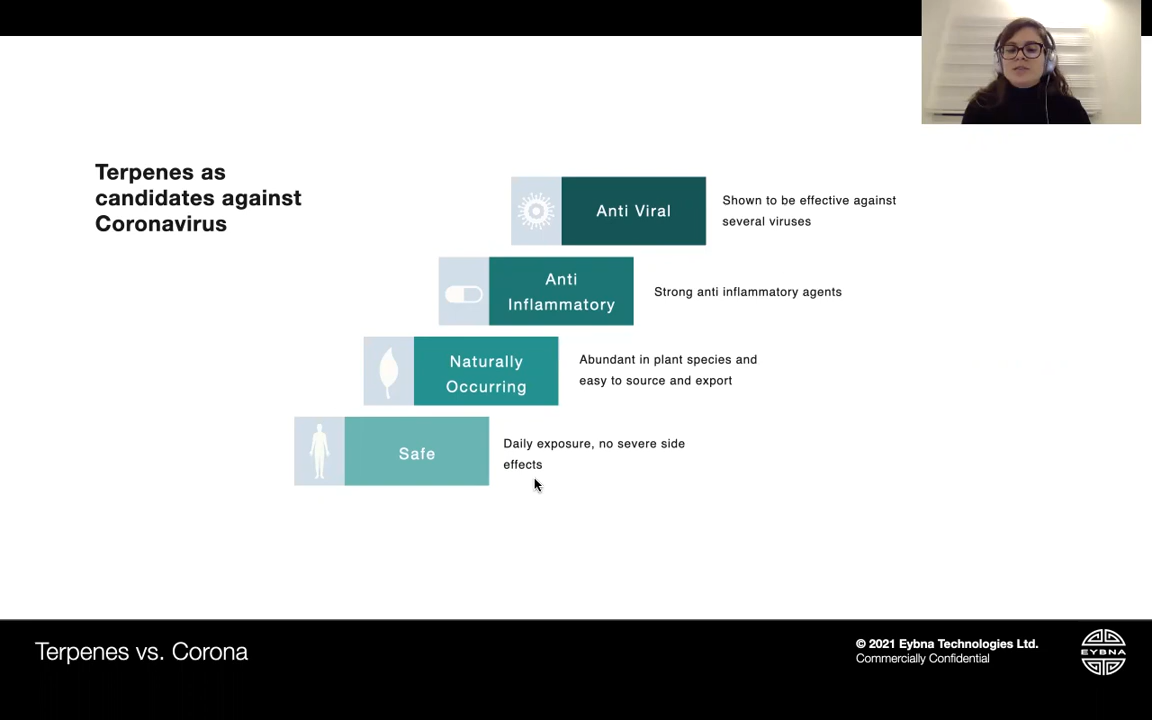 Terpenes as
candidates against
Coronavirus
Anti Viral
Shown to be effective against
several viruses
Anti
Inflammatory
Strong anti inflammatory agents
Naturally
Occurring
Abundant in plant species and
easy to source and export
Safe
Daily exposure, no severe side
effects
Terpenes vs. Corona
© 2021 Eybna Technologies Ltd.
Commercially Confidential
EYBNA